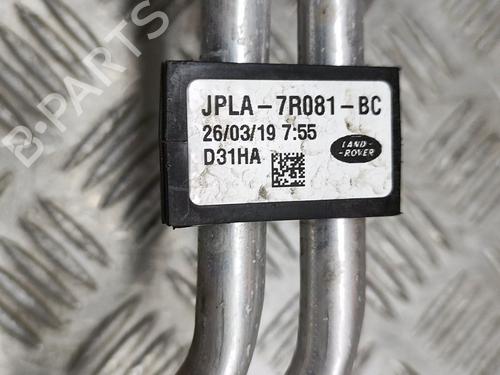 B-PARTS
JPLA-7R081-BC
26/03/19 7:55
D31HA
LAND-
-ROVER